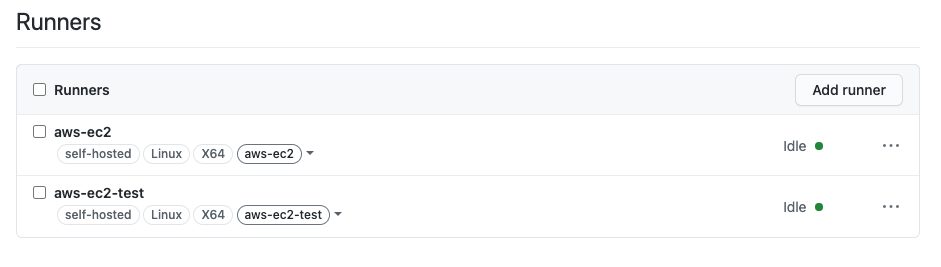 Runners
Runners Add runner
aws-ec2
self-hosted Linux X64 aws-ec2
Idle
aws-ec2-test
self-hosted Linux X64 aws-ec2-test
Idle